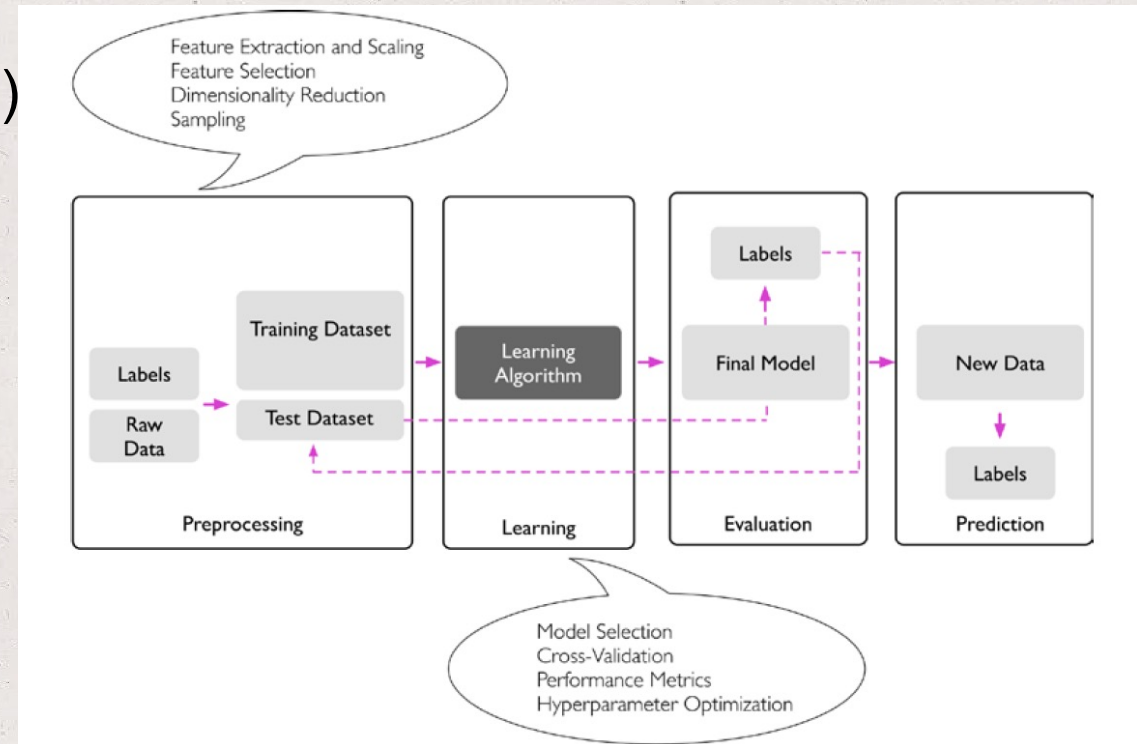 )
Feature Extraction and Scaling
Feature Selection
Dimensionality Reduction
Sampling
Labels
Raw
Data
Training Dataset
Test Dataset
Preprocessing
Learning
Algorithm
Learning
Labels
Final Model
Evaluation
New Data
Labels
Prediction
Model Selection
Cross-Validation
Performance Metrics
Hyperparameter Optimization